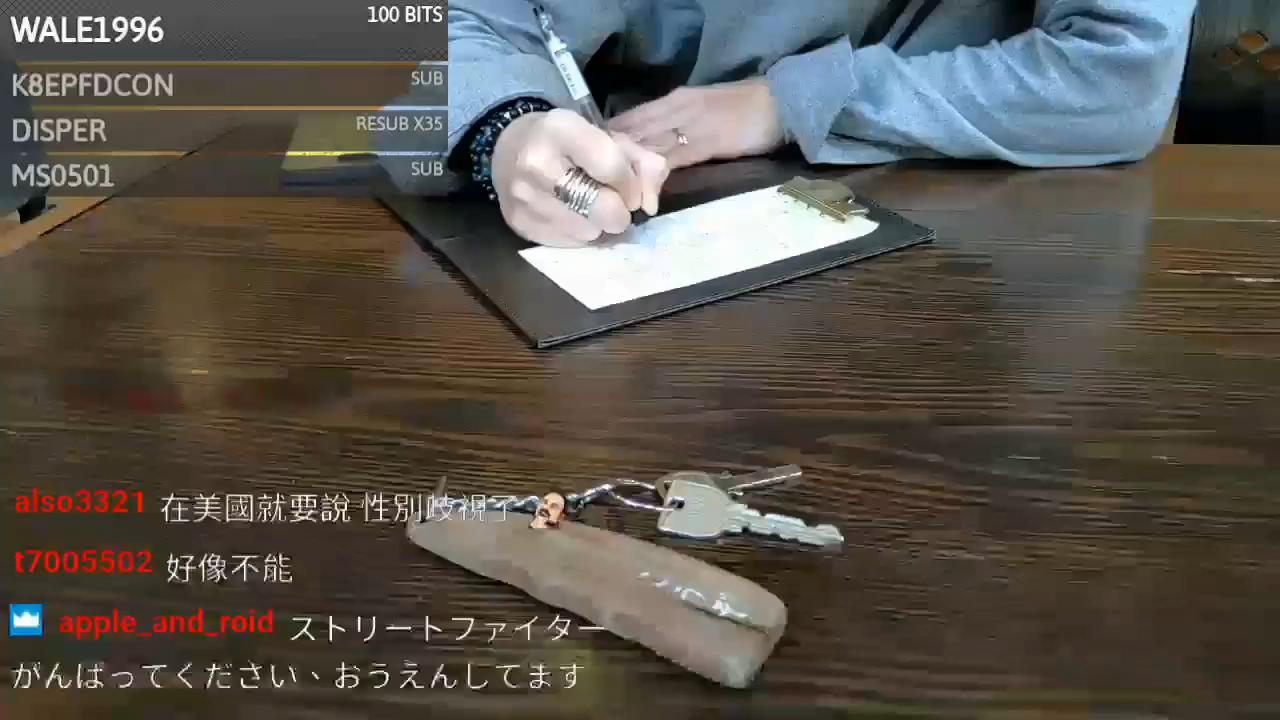 WALE1996 100 BITS
K8EPFDCON SUB
DISPER RESUB X35
MS0501 SUB
also3321 在美國就要說 性別歧視了
t7005502 好像不能
apple_and_roid ストリートファイター
がんばってください、おうえんしてます